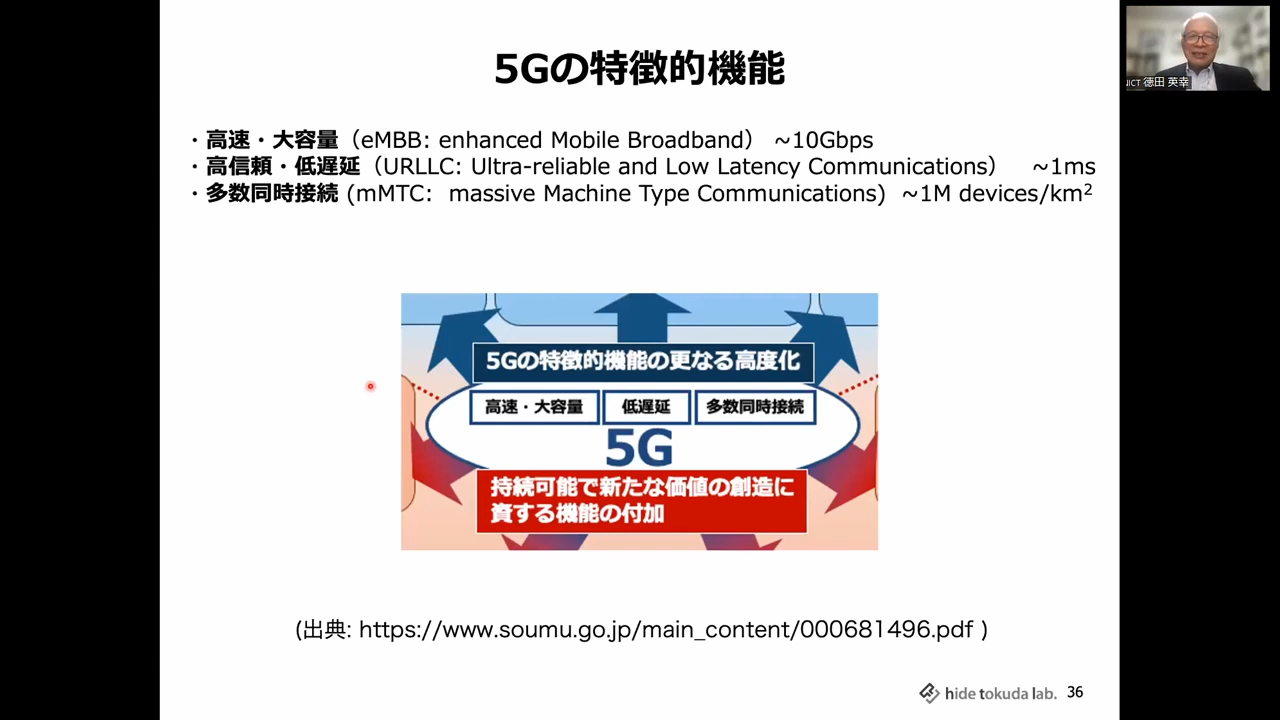 5Gの特徴的機能
・高速・大容量（eMBB: enhanced Mobile Broadband） ~10Gbps
・高信頼・低遅延（URLLC: Ultra-reliable and Low Latency Communications） ~1ms
・多数同時接続 (mMTC: massive Machine Type Communications) ~1M devices/km²
5Gの特徴的機能の更なる高度化
高速・大容量 低遅延 多数同時接続
5G
持続可能で新たな価値の創造に
資する機能の付加
(出典: https://www.soumu.go.jp/main_content/000681496.pdf )
hide tokuda lab. 36
NICT 徳田 英幸